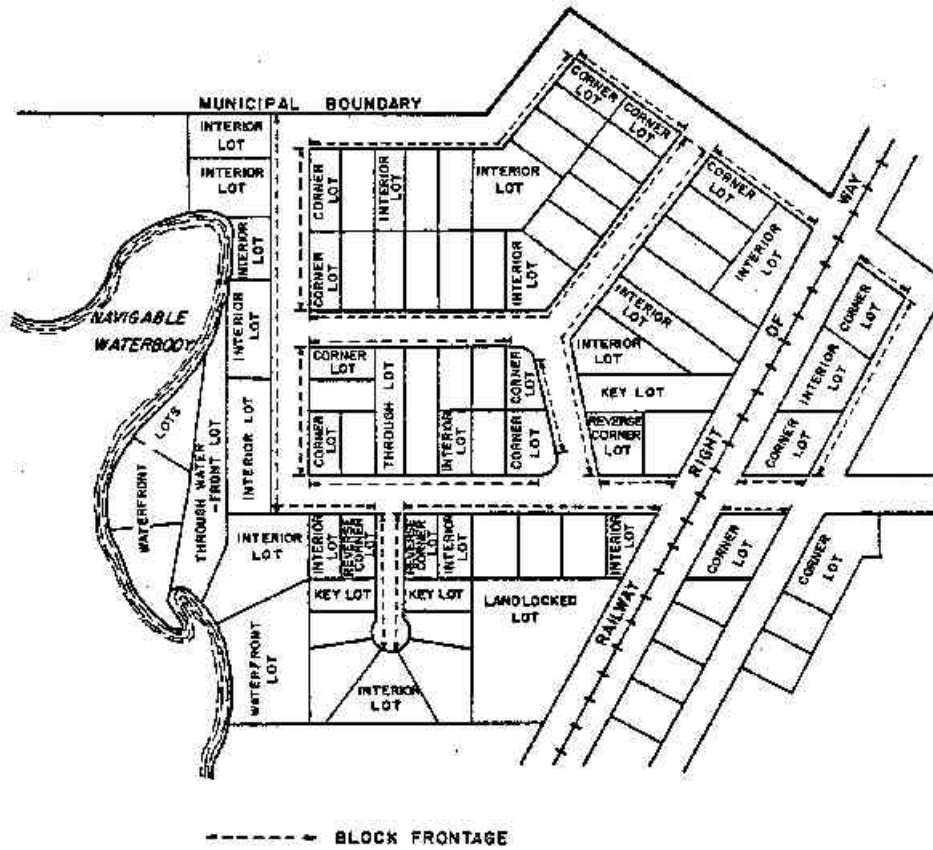 MUNICIPAL BOUNDARY
CORNER
LOT
CORNER
LOT
INTERIOR
LOT
INTERIOR
LOT
INTERIOR
LOT
CORNER
LOT
INTERIOR
LOT
INTERIOR
LOT
CORNER
LOT
INTERIOR
LOT
CORNER
LOT
INTERIOR
LOT
NAVIGABLE
WATERBODY
INTERIOR
LOT
INTERIOR
LOT
INTERIOR
LOT
KEY LOT
REVERSE
CORNER
LOT
RAILWAY RIGHT OF WAY
CORNER
LOT
INTERIOR
LOT
CORNER
LOT
CORNER
LOT
CORNER
LOT
THROUGH LOT
INTERIOR
LOT
CORNER
LOT
CORNER
LOT
INTERIOR LOT
WATERFRONT LOTS
THROUGH WATER
-FRONT LOT
INTERIOR
LOT
INTERIOR
LOT
REVERSE
CORNER
LOT
REVERSE
CORNER
LOT
INTERIOR
LOT
INTERIOR
LOT
CORNER
LOT
CORNER
LOT
KEY LOT
KEY LOT
LANDLOCKED
LOT
WATERFRONT
LOT
INTERIOR
LOT
BLOCK FRONTAGE